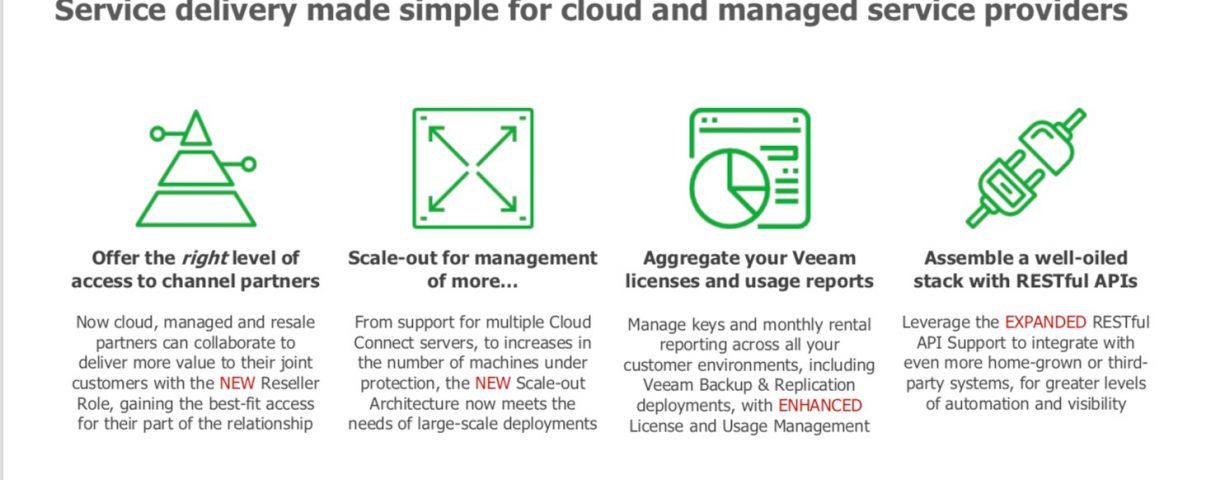 Service delivery made simple for cloud and managed service providers
Offer the right level of
access to channel partners
Now cloud, managed and resale
partners can collaborate to
deliver more value to their joint
customers with the NEW Reseller
Role, gaining the best-fit access
for their part of the relationship
Scale-out for management
of more...
From support for multiple Cloud
Connect servers, to increases in
the number of machines under
protection, the NEW Scale-out
Architecture now meets the
needs of large-scale deployments
Aggregate your Veeam
licenses and usage reports
Manage keys and monthly rental
reporting across all your
customer environments, including
Veeam Backup & Replication
deployments, with ENHANCED
License and Usage Management
Assemble a well-oiled
stack with RESTful APIs
Leverage the EXPANDED RESTful
API Support to integrate with
even more home-grown or third-
party systems, for greater levels
of automation and visibility